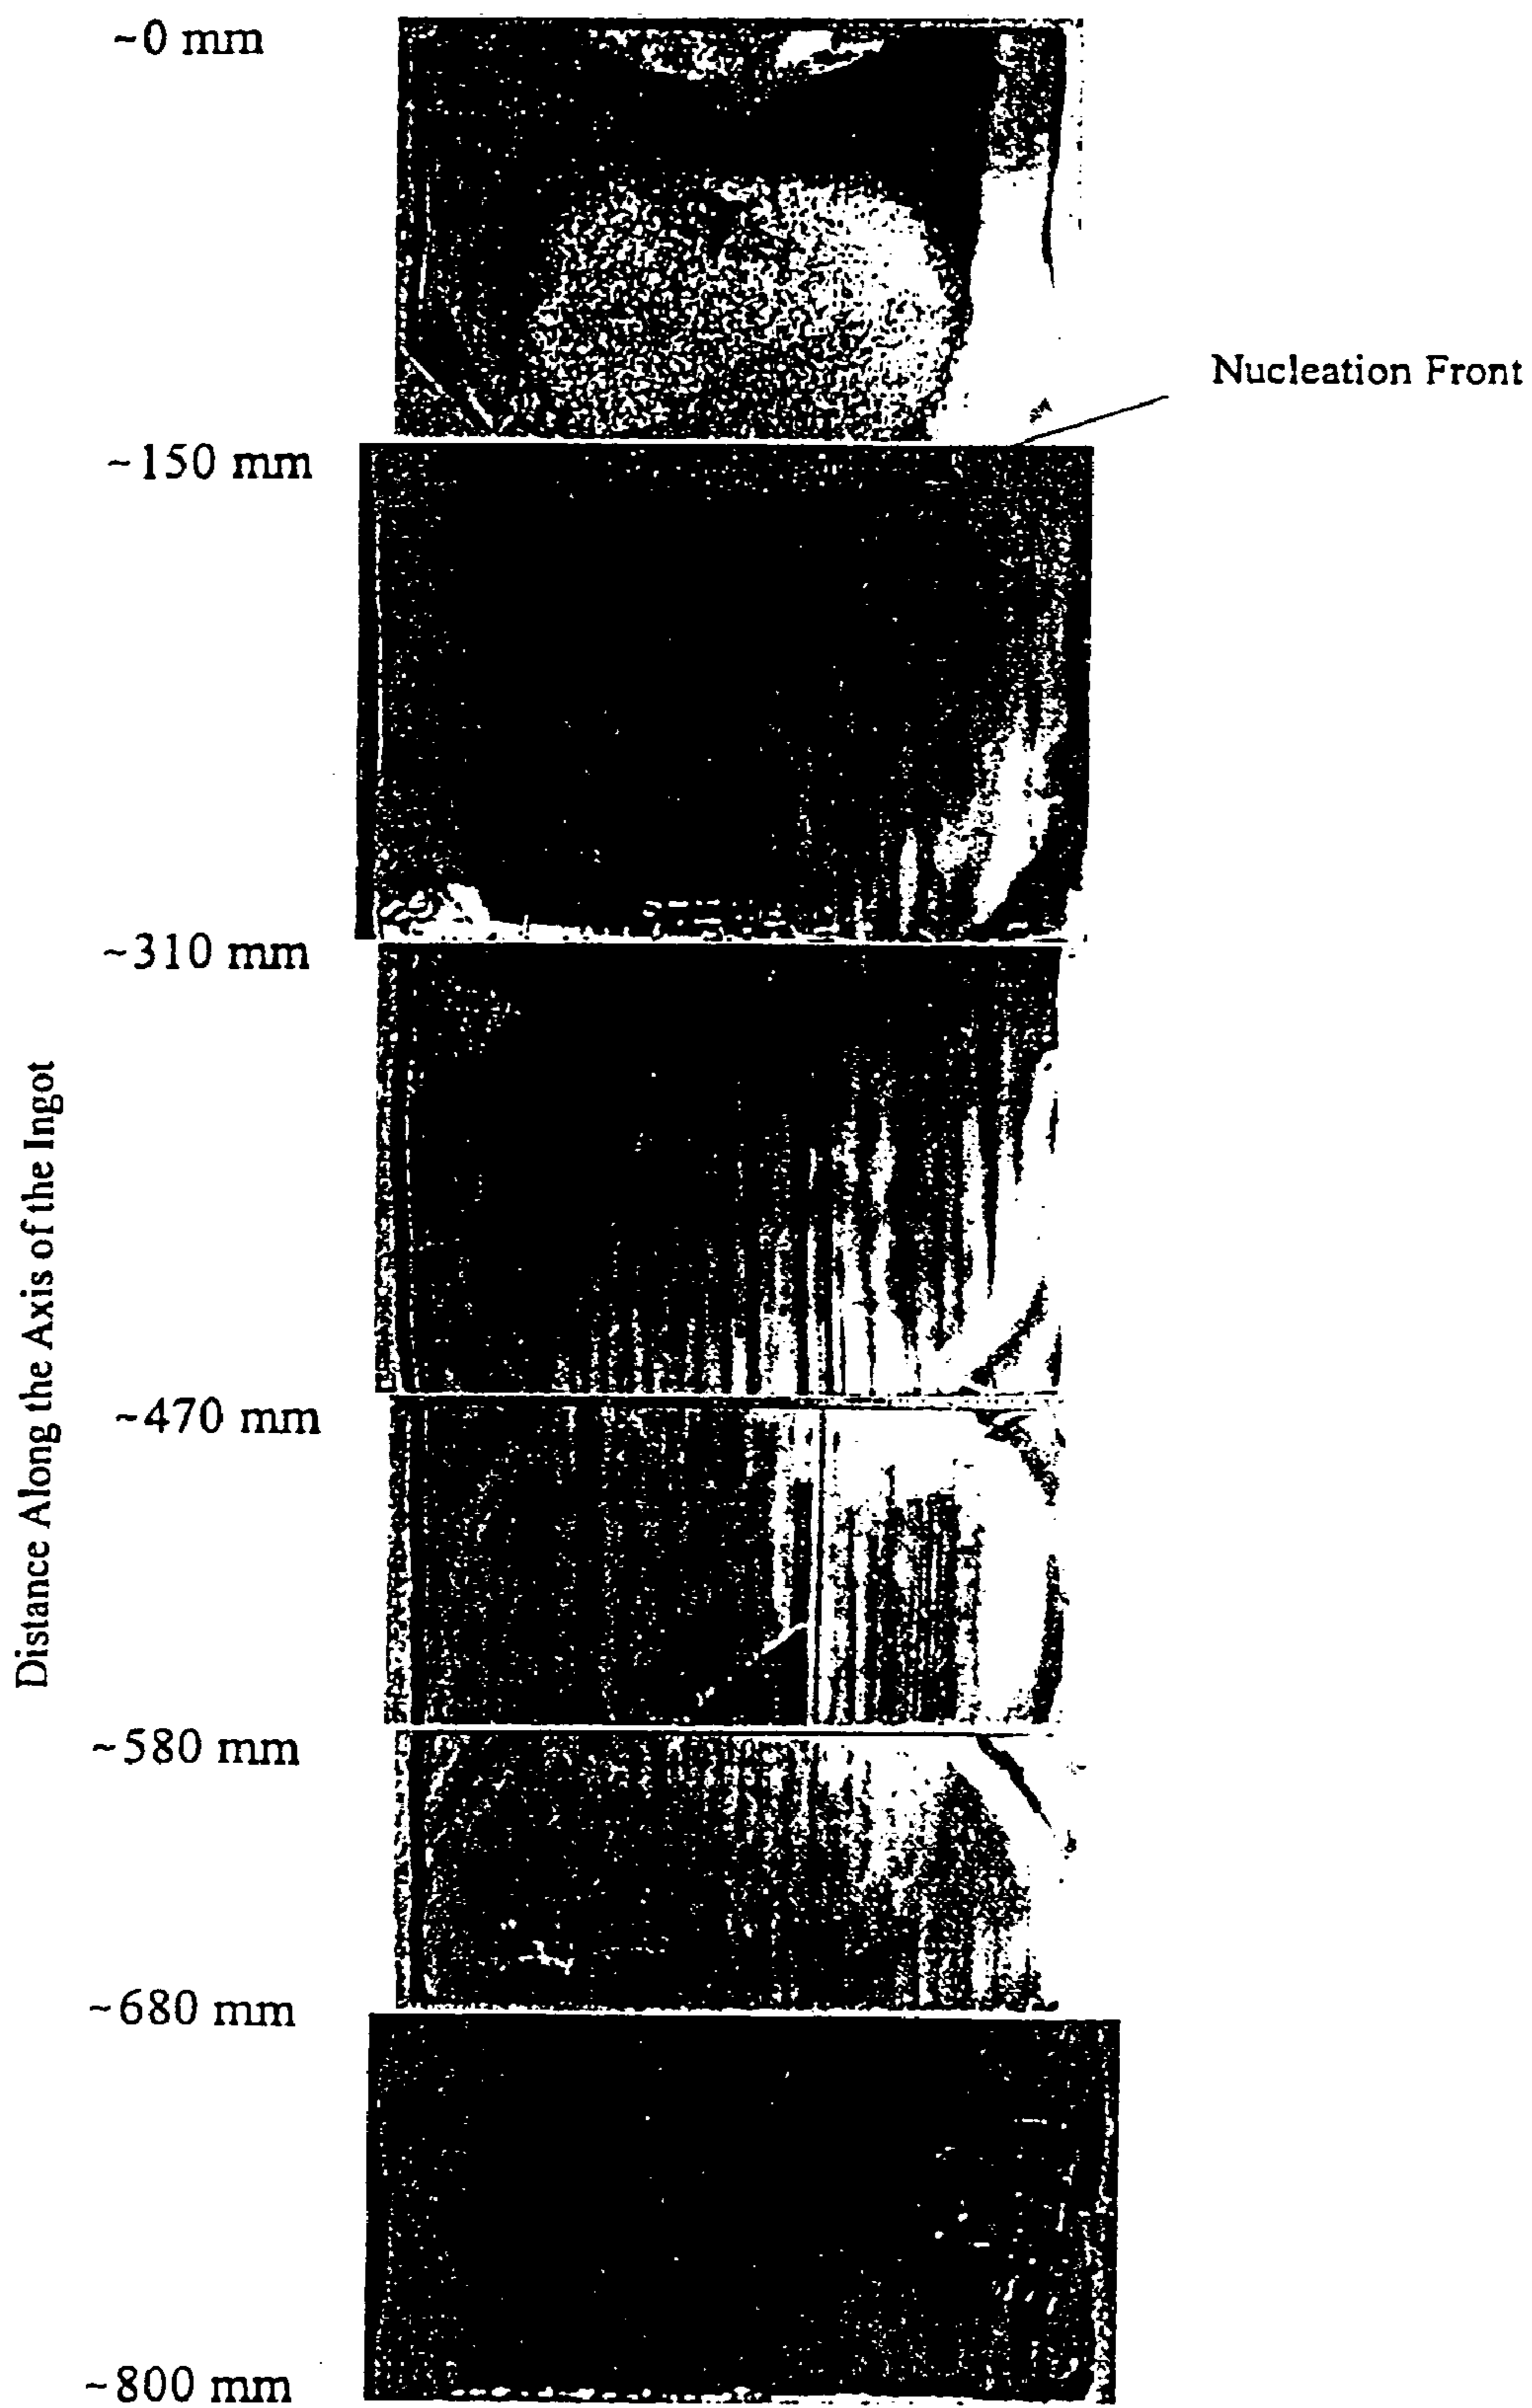 ~0 mm
Nucleation Front
~150 mm
~310 mm
Distance Along the Axis of the Ingot
~470 mm
~580 mm
~680 mm
~800 mm